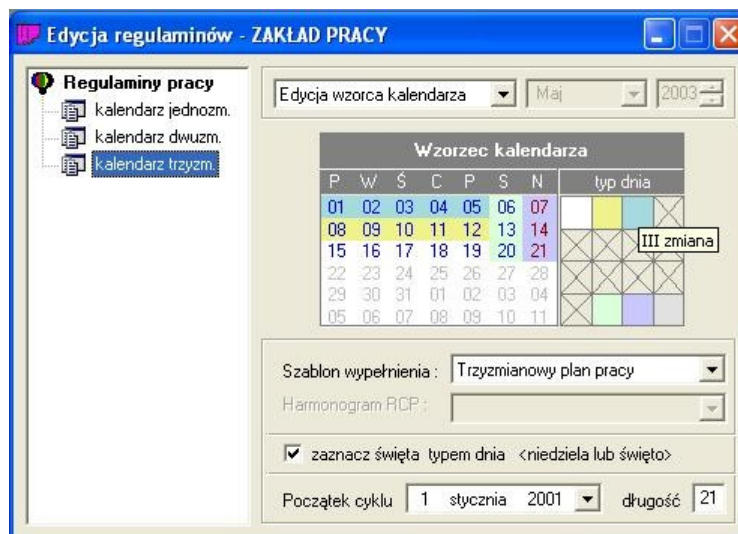 Edycja regulaminów - ZAKŁAD PRACY
Regulaminy pracy
kalendarz jednozm.
kalendarz dwuzm.
kalendarz trzyzm.
Edycja wzorca kalendarza Maj 2003
Wzorzec kalendarza
P W Ś C P S N typ dnia
01 02 03 04 05 06 07
08 09 10 11 12 13 14
III zmiana
15 16 17 18 19 20 21
22 23 24 25 26 27 28
29 30 31 01 02 03 04
05 06 07 08 09 10 11
Szablon wypełnienia : Trzyzmianowy plan pracy
Harmonogram RCP :
zaznacz święta typem dnia <niedziela lub święto>
Początek cyklu 1 stycznia 2001 długość 21